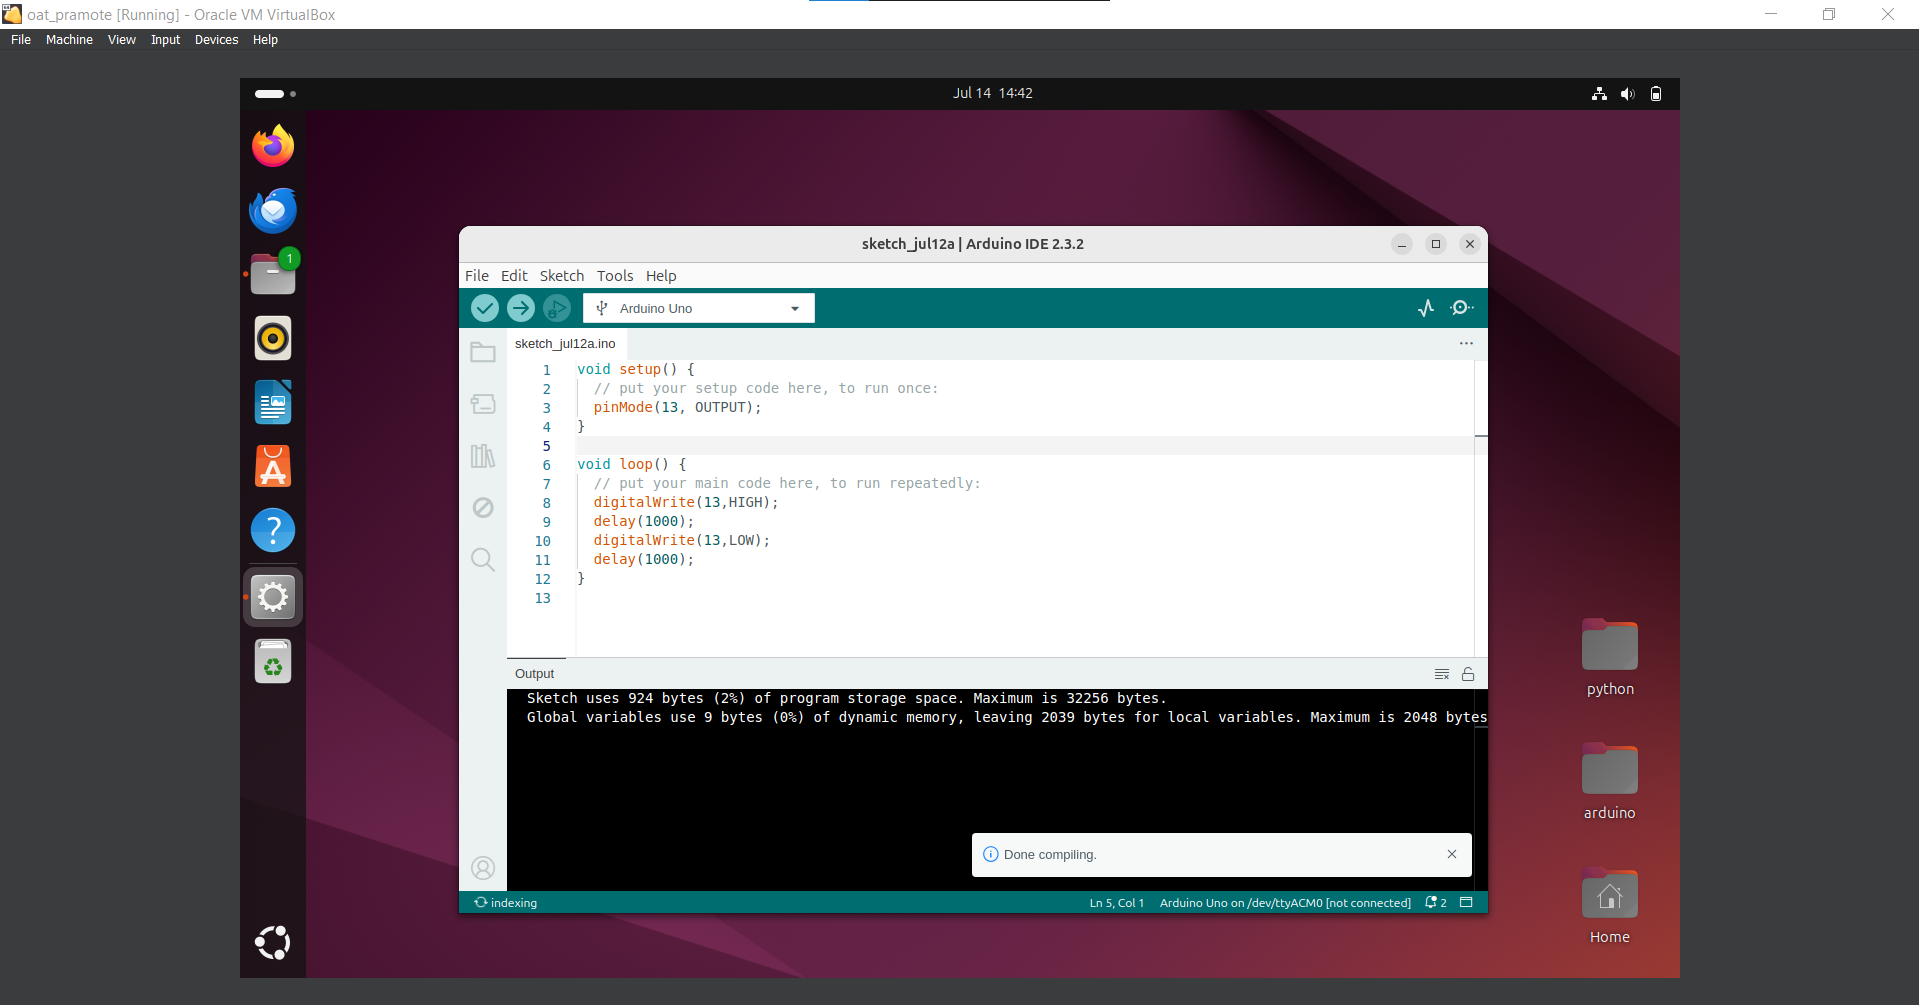 oat_pramote [Running] - Oracle VM VirtualBox
File Machine View Input Devices Help
Jul 14 14:42
1
sketch_jul12a | Arduino IDE 2.3.2
File Edit Sketch Tools Help
Arduino Uno
sketch_jul12a.ino
1 void setup() {
2 // put your setup code here, to run once:
3 pinMode(13, OUTPUT);
4 }
5
6 void loop() {
7 // put your main code here, to run repeatedly:
8 digitalWrite(13,HIGH);
9 delay(1000);
10 digitalWrite(13,LOW);
11 delay(1000);
12 }
13
Output
Sketch uses 924 bytes (2%) of program storage space. Maximum is 32256 bytes.
Global variables use 9 bytes (0%) of dynamic memory, leaving 2039 bytes for local variables. Maximum is 2048 bytes
Done compiling.
indexing
Ln 5, Col 1 Arduino Uno on /dev/ttyACM0 [not connected] 2
python
arduino
Home